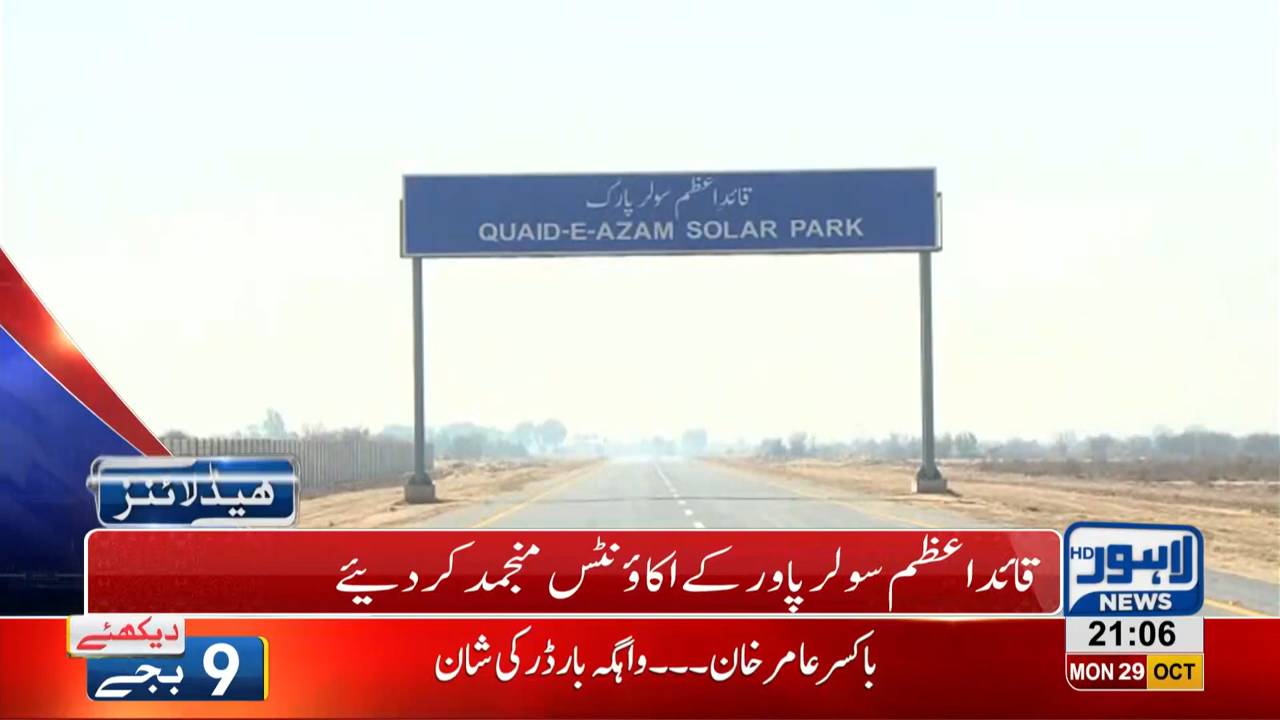 قائداعظم سولر پارک
QUAID-E-AZAM SOLAR PARK
ھیڈلائنز
قائداعظم سولر پاور کے اکاؤنٹس منجمد کر دیئے
HD لاہور
NEWS
21:06
MON 29 OCT
دیکھئے
9 بجے
باکسر عامر خان۔۔۔واہگہ بارڈر کی شان